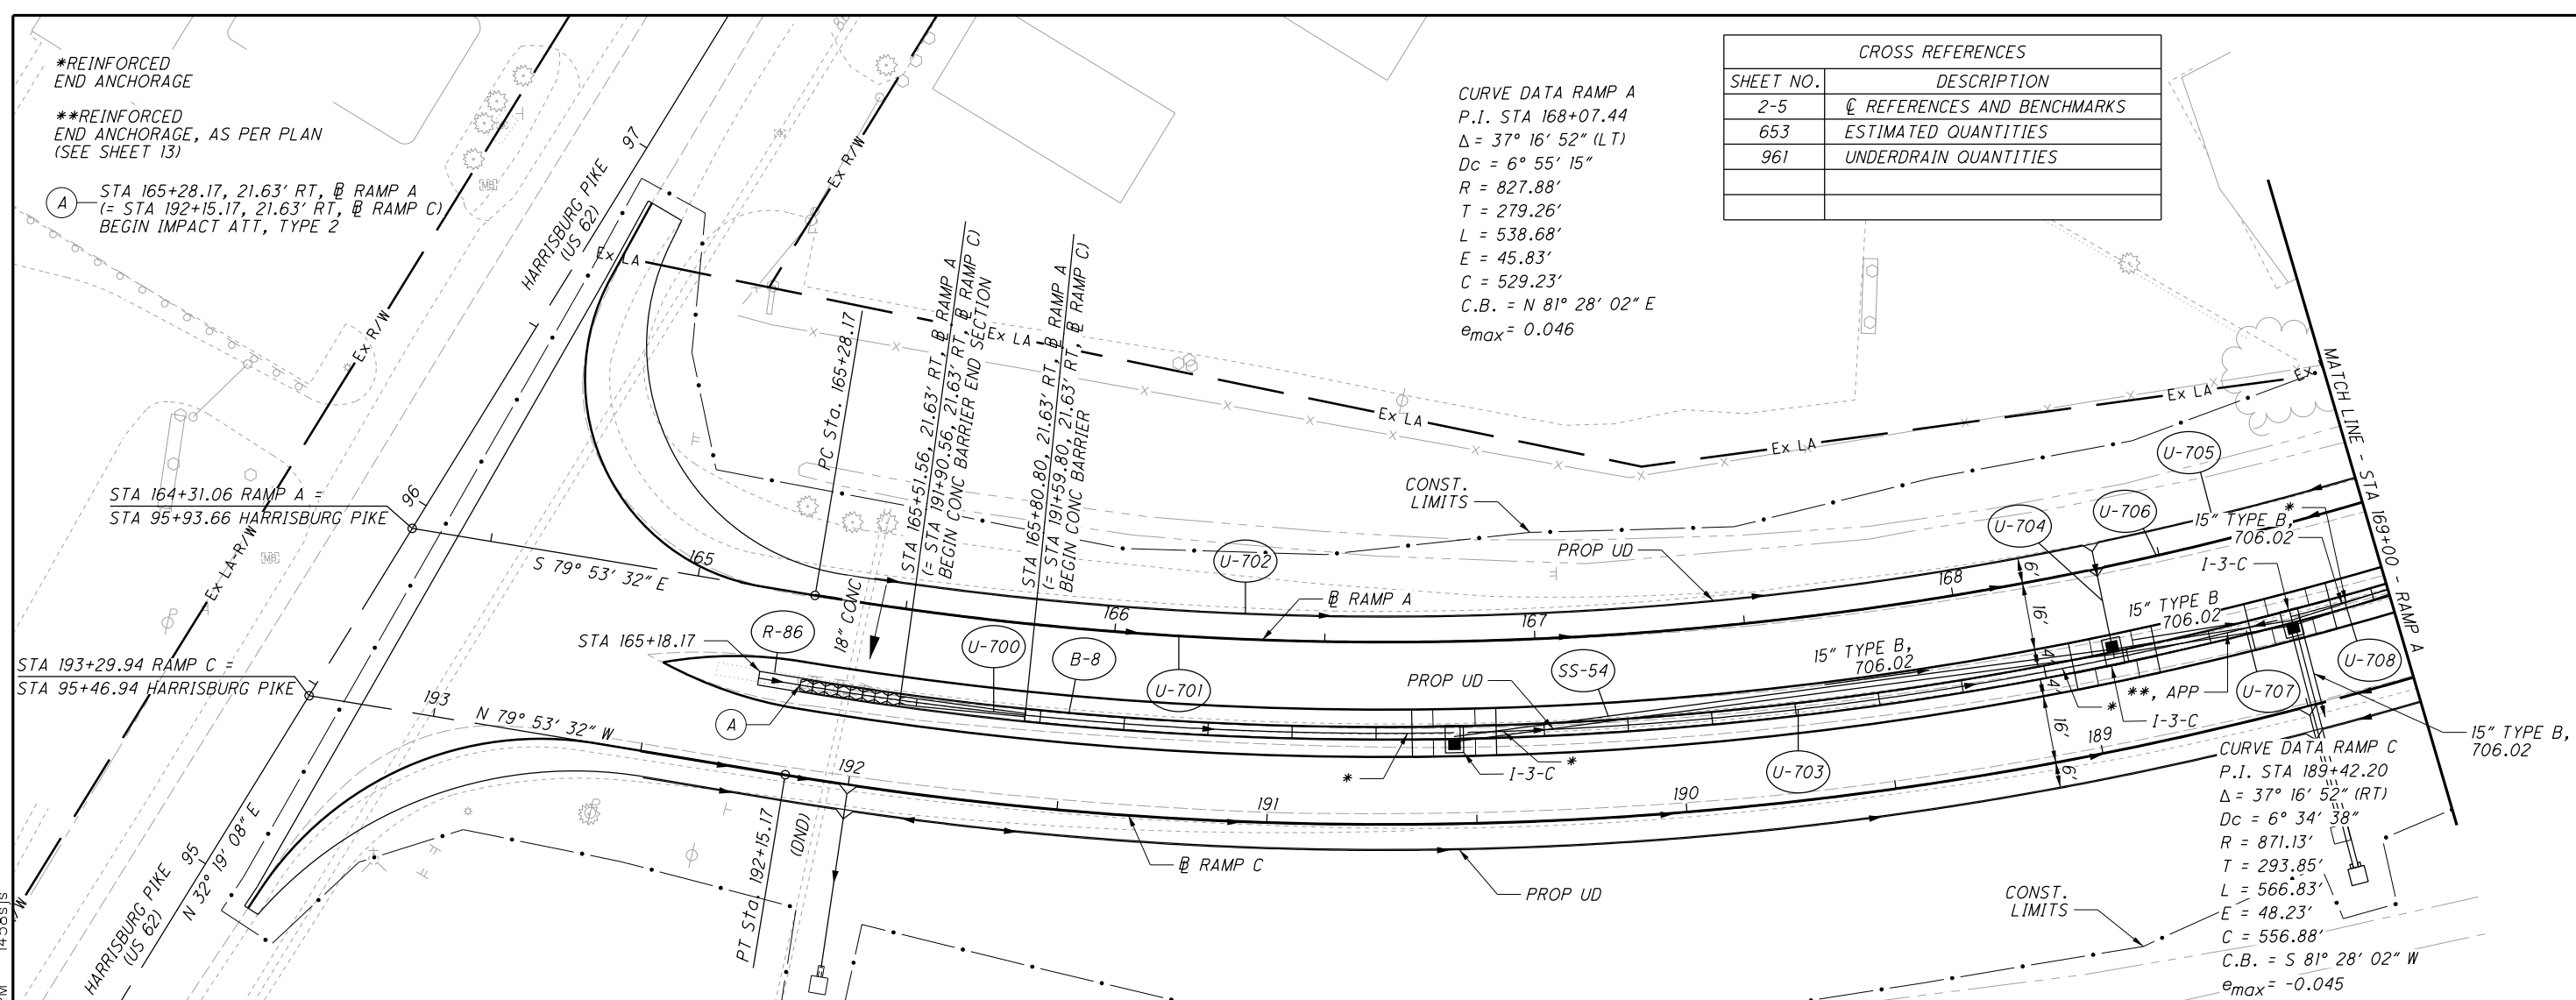 *REINFORCED
END ANCHORAGE
**REINFORCED
END ANCHORAGE, AS PER PLAN
(SEE SHEET 13)
A
STA 165+28.17, 21.63' RT, ⅊ RAMP A
(= STA 192+15.17, 21.63' RT, ⅊ RAMP C)
BEGIN IMPACT ATT, TYPE 2
CROSS REFERENCES
SHEET NO. DESCRIPTION
2-5 ℄ REFERENCES AND BENCHMARKS
653 ESTIMATED QUANTITIES
961 UNDERDRAIN QUANTITIES
CURVE DATA RAMP A
P.I. STA 168+07.44
Δ = 37° 16' 52" (LT)
Dc = 6° 55' 15"
R = 827.88'
T = 279.26'
L = 538.68'
E = 45.83'
C = 529.23'
C.B. = N 81° 28' 02" E
emax = 0.046
HARRISBURG PIKE
(US 62)
97
Ex R/W
Ex R/W
Ex LA
Ex LA
Ex LA
Ex LA
Ex LA
Ex
MB
MB
PC Sta. 165+28.17
STA 165+51.56, 21.63' RT, ⅊ RAMP A
(= STA 191+90.56, 21.63' RT, ⅊ RAMP C)
BEGIN CONC BARRIER END SECTION
STA 165+80.80, 21.63' RT, ⅊ RAMP A
(= STA 191+59.80, 21.63' RT, ⅊ RAMP C)
BEGIN CONC BARRIER
MATCH LINE - STA 169+00 - RAMP A
STA 164+31.06 RAMP A =
STA 95+93.66 HARRISBURG PIKE
96
Ex LA-R/W
S 79° 53' 32" E
165
18" CONC
(DND)
U-702
CONST.
LIMITS
PROP UD
⅊ RAMP A
166
167
168
U-704
U-706
U-705
15" TYPE B,
706.02
*
I-3-C
15" TYPE B
706.02
6'
16'
4'
4'
16'
6'
STA 165+18.17
R-86
U-700
B-8
U-701
A
SS-54
PROP UD
15" TYPE B,
706.02
*
I-3-C
*
U-703
*
I-3-C
**, APP
U-707
U-708
15" TYPE B,
706.02
STA 193+29.94 RAMP C =
STA 95+46.94 HARRISBURG PIKE
193
N 79° 53' 32" W
192
191
190
189
PT Sta. 192+15.17
⅊ RAMP C
PROP UD
CONST.
LIMITS
N 32° 19' 08" E
95
HARRISBURG PIKE
(US 62)
CURVE DATA RAMP C
P.I. STA 189+42.20
Δ = 37° 16' 52" (RT)
Dc = 6° 34' 38"
R = 871.13'
T = 293.85'
L = 566.83'
E = 48.23'
C = 556.88'
C.B. = S 81° 28' 02" W
emax = -0.045